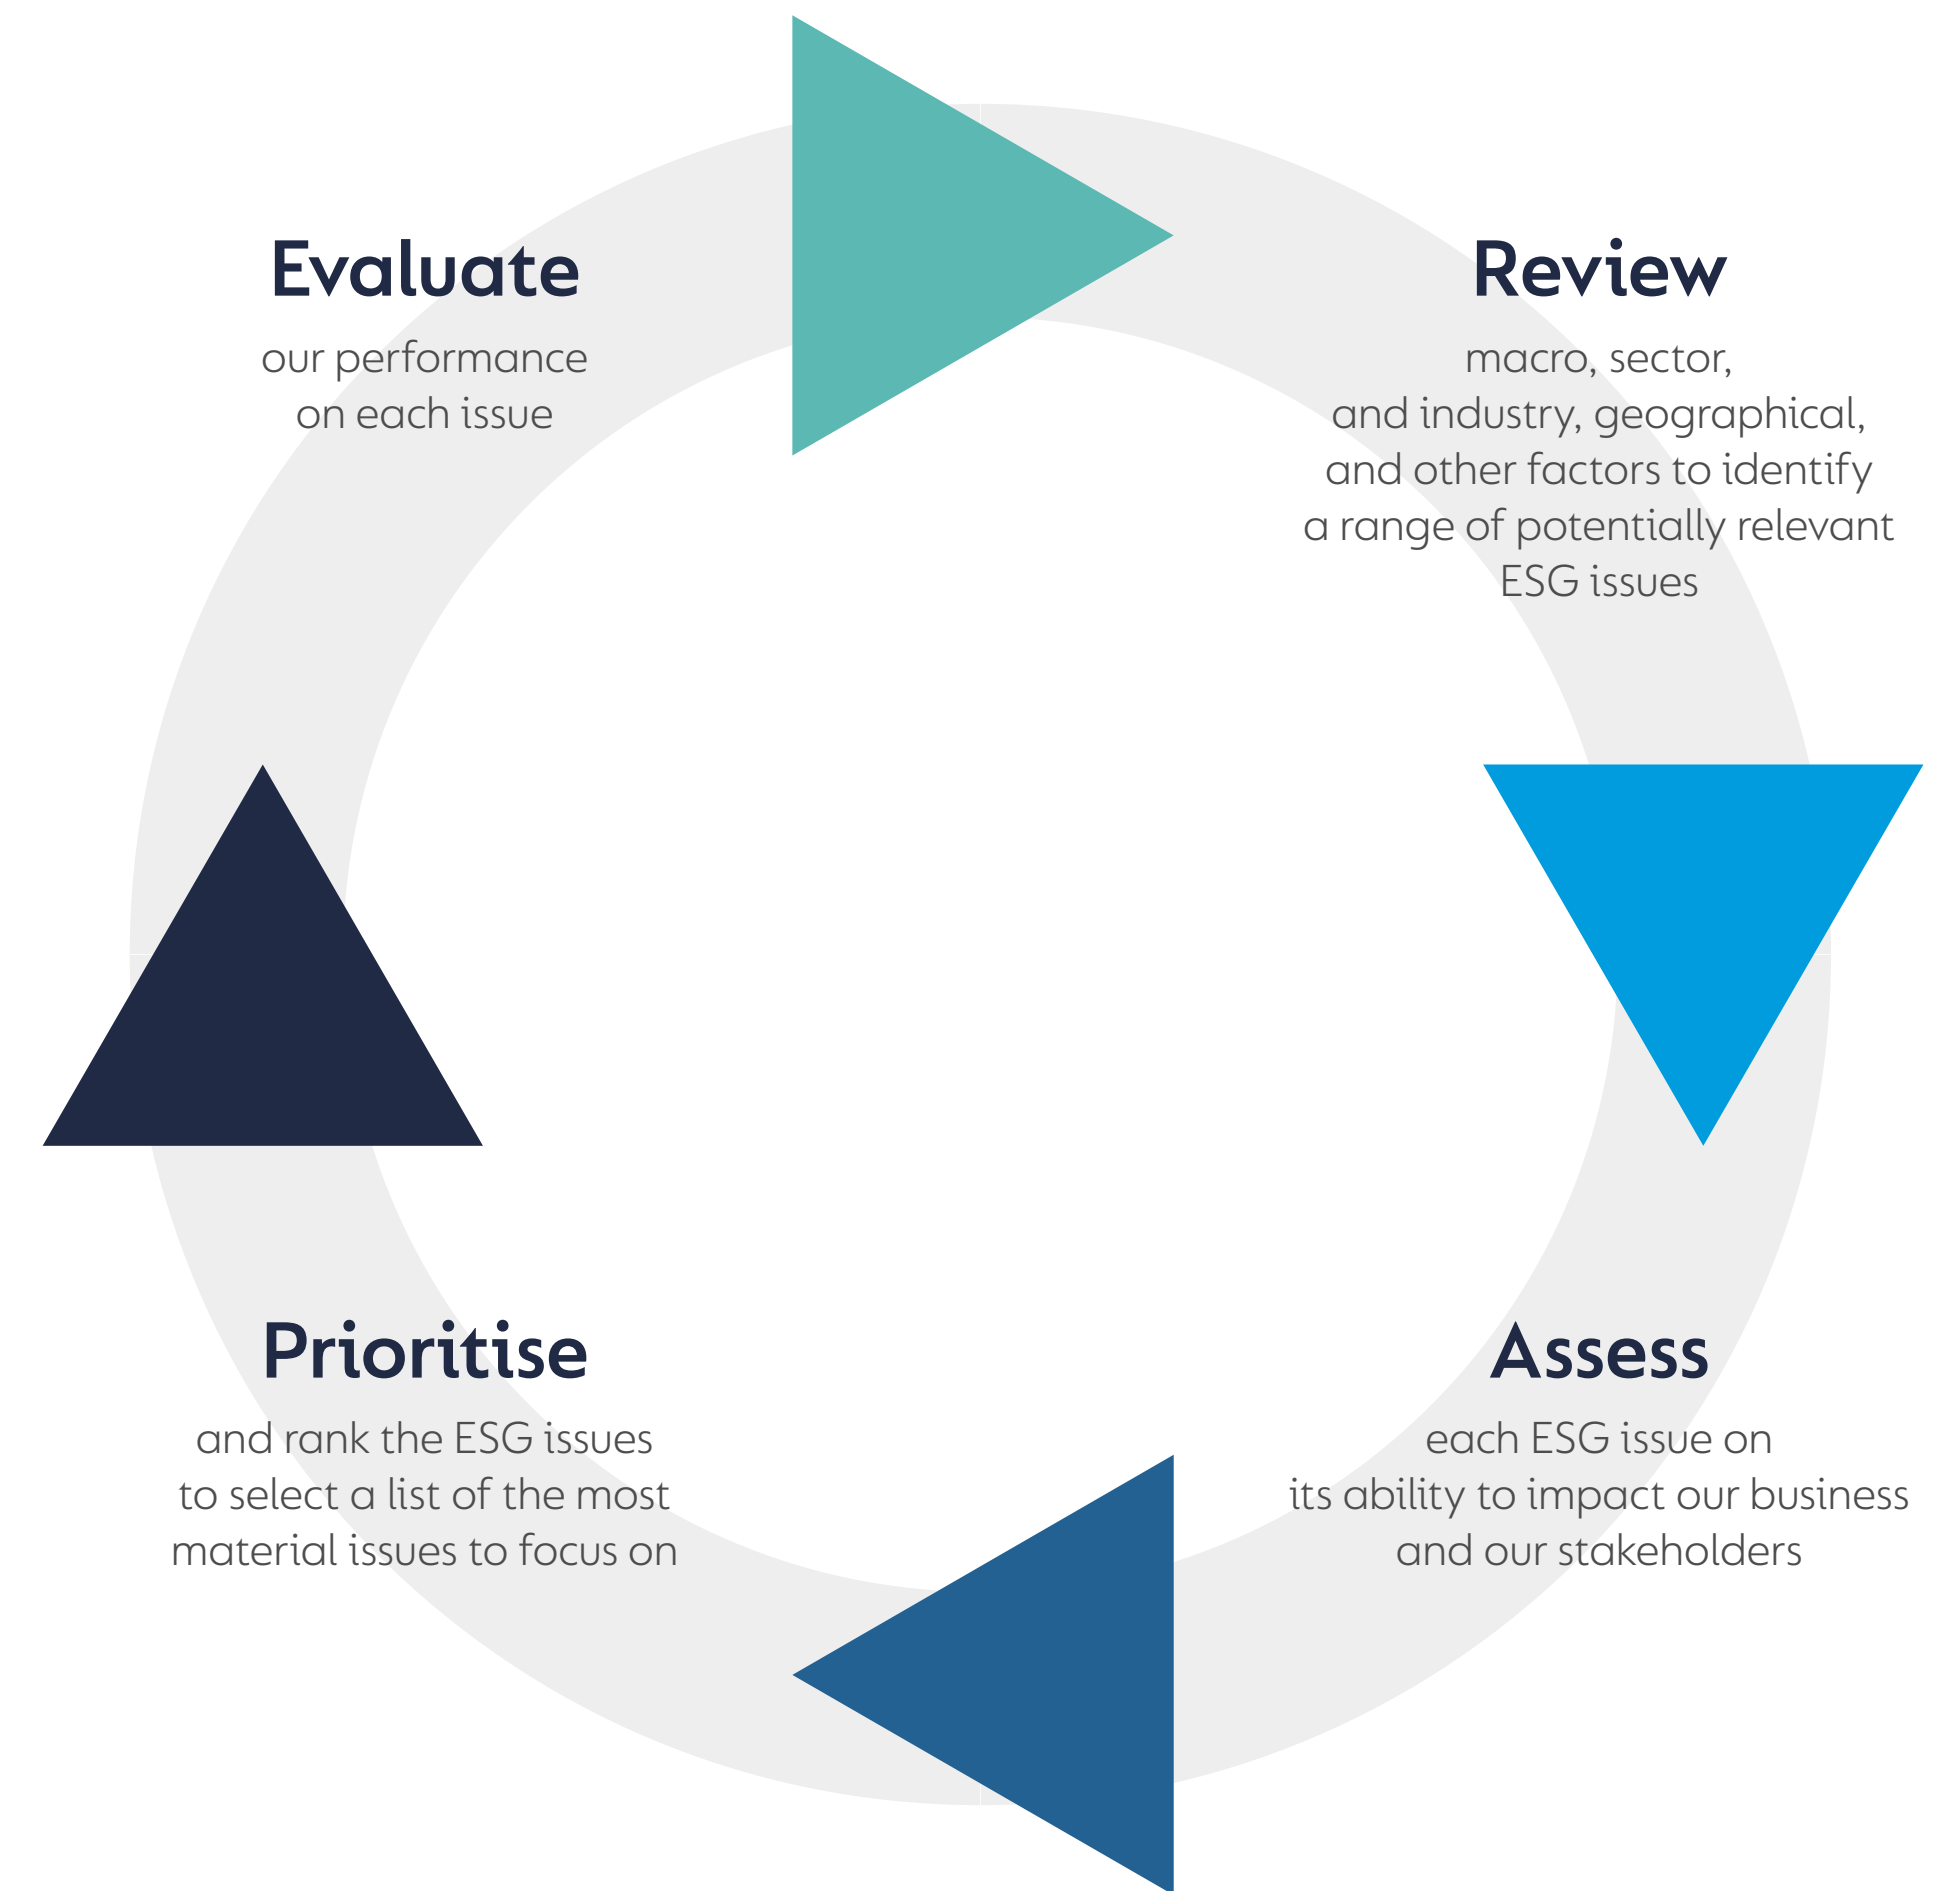 Evaluate
our performance
on each issue
Review
macro, sector,
and industry, geographical,
and other factors to identify
a range of potentially relevant
ESG issues
Prioritise
and rank the ESG issues
to select a list of the most
material issues to focus on
Assess
each ESG issue on
its ability to impact our business
and our stakeholders